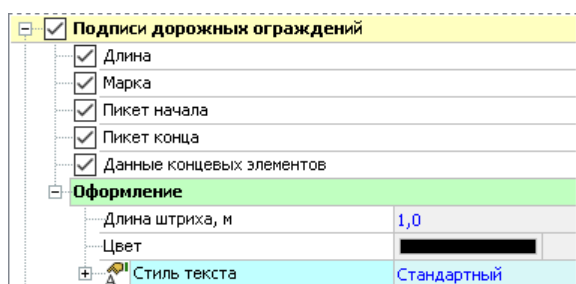 Подписи дорожных ограждений
Длина
Марка
Пикет начала
Пикет конца
Данные концевых элементов
Оформление
Длина штриха, м 1,0
Цвет
Стиль текста Стандартный